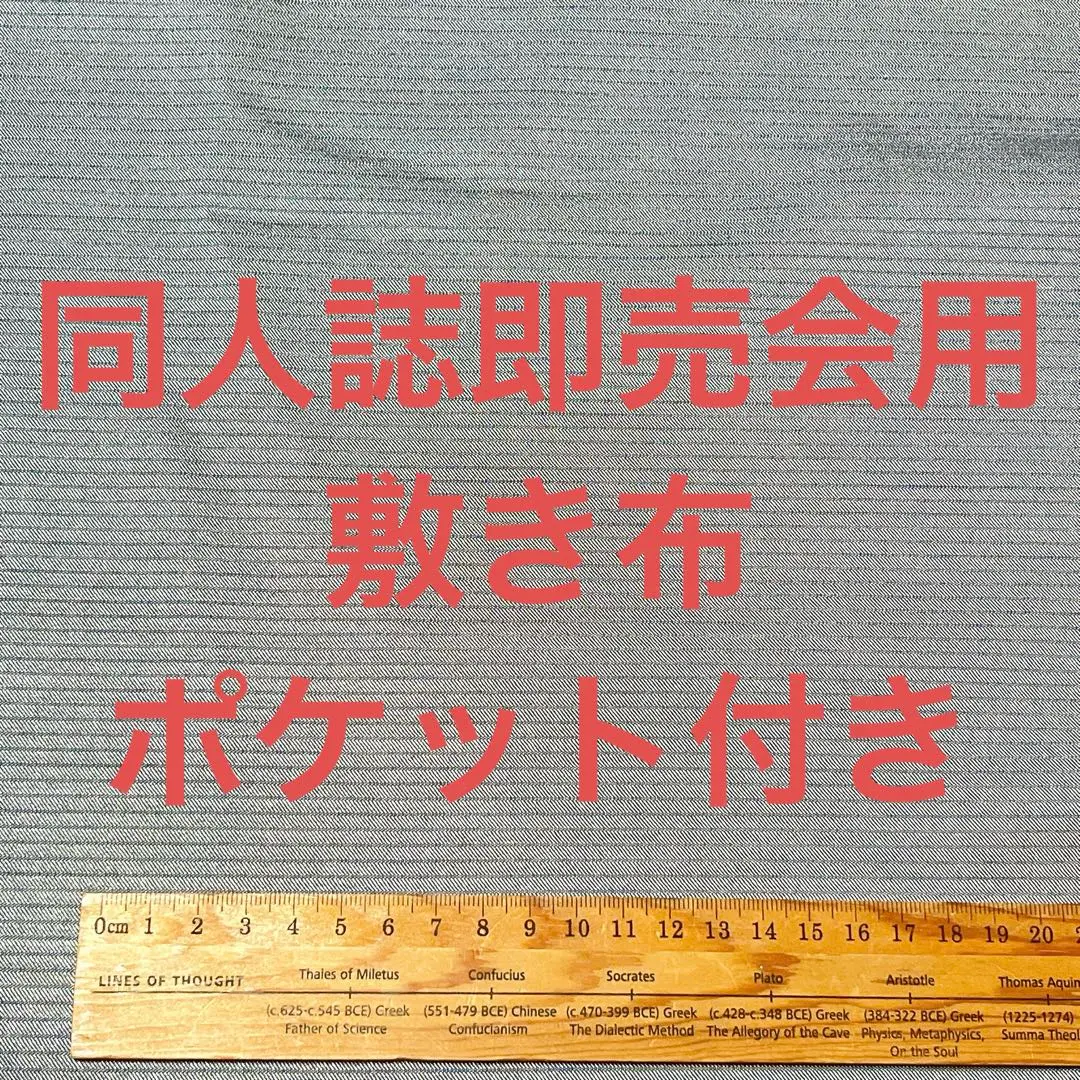 同人誌即売会用
敷き布
ポケット付き
0cm 1 2 3 4 5 6 7 8 9 10 11 12 13 14 15 16 17 18 19 20
LINES OF THOUGHT
Thales of Miletus Confucius Socrates Plato Aristotle Thomas
(c.625-c.545 BCE) Greek (551-479 BCE) Chinese (c.470-399 BCE) Greek (c.428-c.348 BCE) Greek (384-322 BCE) Greek (1225-1274)
Father of Science Confucianism The Dialectic Method The Allegory of the Cave Physics, Metaphysics, Summa
On the Soul